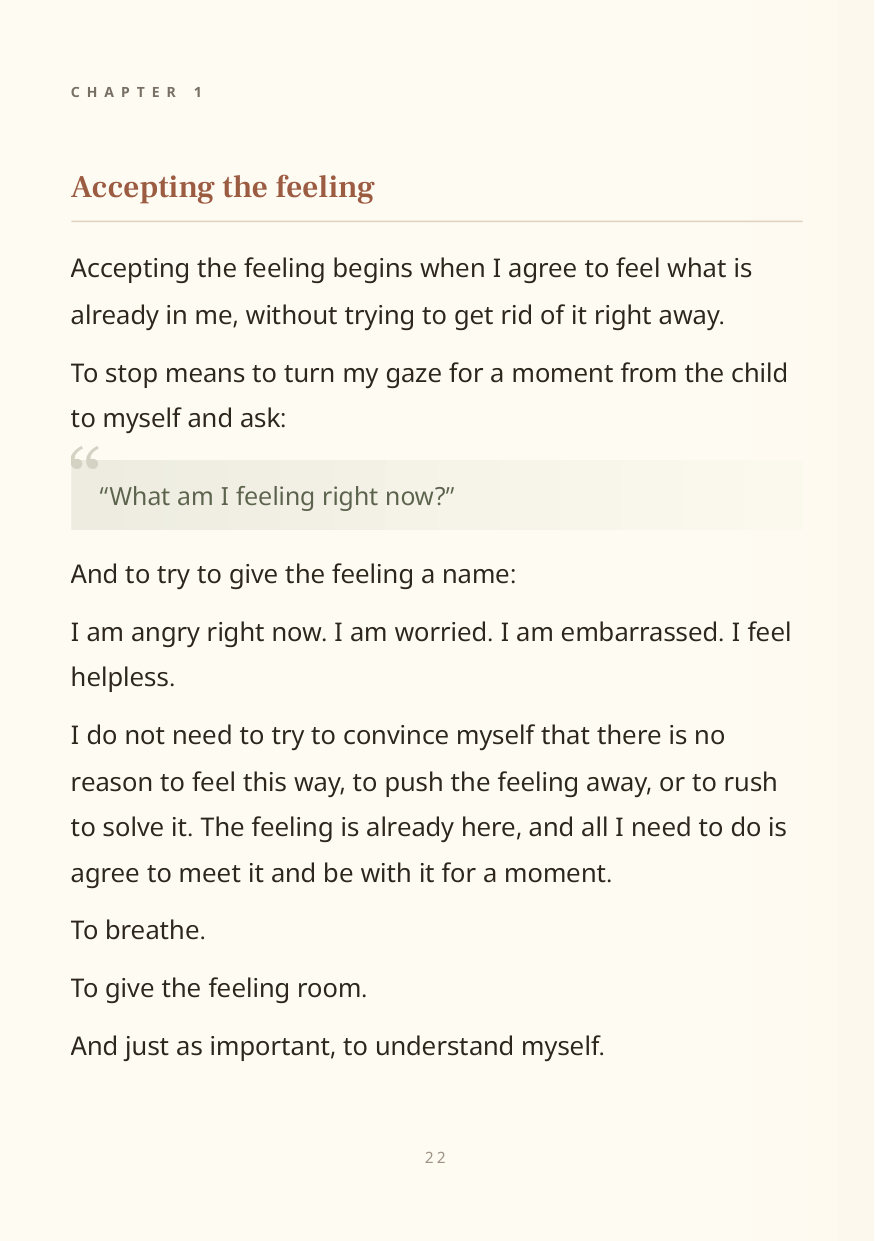 CHAPTER 1
Accepting the feeling
Accepting the feeling begins when I agree to feel what is
already in me, without trying to get rid of it right away.
To stop means to turn my gaze for a moment from the child
to myself and ask:
“
“What am I feeling right now?”
And to try to give the feeling a name:
I am angry right now. I am worried. I am embarrassed. I feel
helpless.
I do not need to try to convince myself that there is no
reason to feel this way, to push the feeling away, or to rush
to solve it. The feeling is already here, and all I need to do is
agree to meet it and be with it for a moment.
To breathe.
To give the feeling room.
And just as important, to understand myself.
22